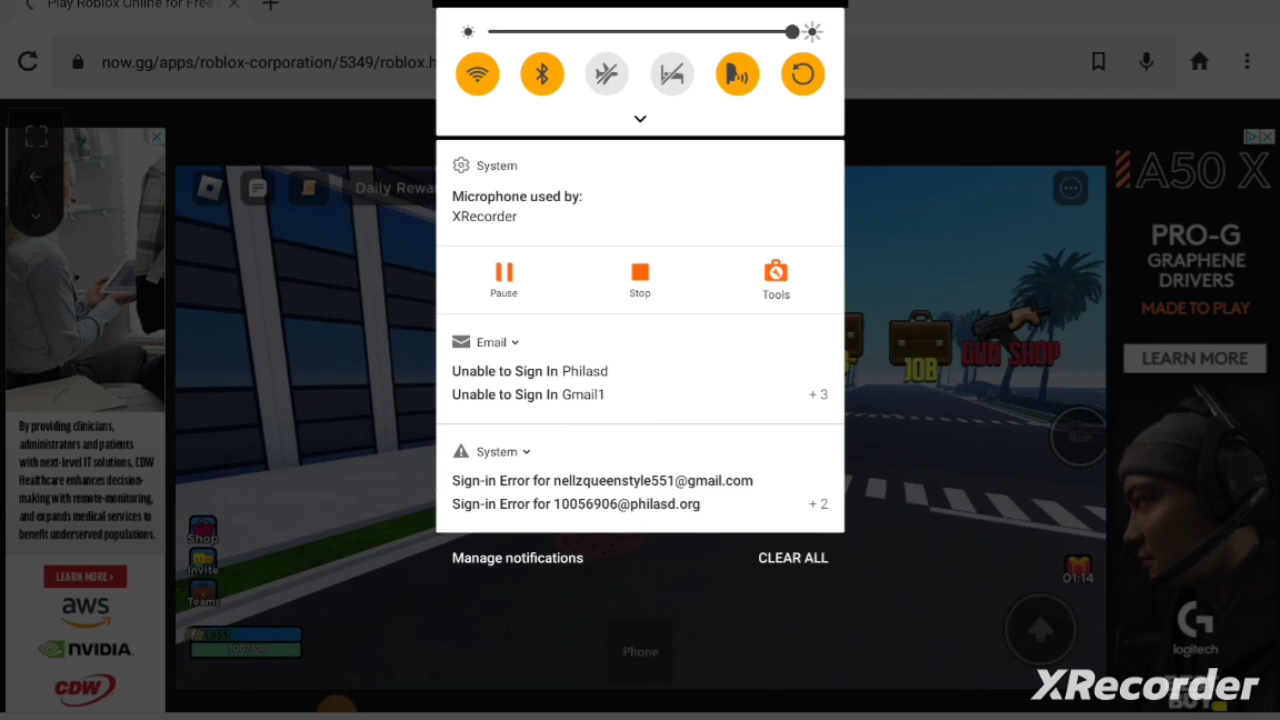 Play Roblox Online for Free
now.gg/apps/roblox-corporation/5349/roblox.h
System
Microphone used by:
XRecorder
Pause
Stop
Tools
Email
Unable to Sign In Philasd
Unable to Sign In Gmail1
+ 3
System
Sign-in Error for nellzqueenstyle551@gmail.com
Sign-in Error for 10056906@philasd.org
+ 2
Manage notifications
CLEAR ALL
By providing clinicians,
administrators and patients
with next-level IT solutions, CDW
Healthcare enhances decision-
making with remote-monitoring,
and expands medical services to
benefit underserved populations.
LEARN MORE >
aws
NVIDIA.
CDW
Daily Rewa
JOB
GUN SHOP
Run
Shop
Invite
Teams
100/100
Phone
01:14
A50 X
PRO-G
GRAPHENE
DRIVERS
MADE TO PLAY
LEARN MORE
logitech
BUY
XRecorder